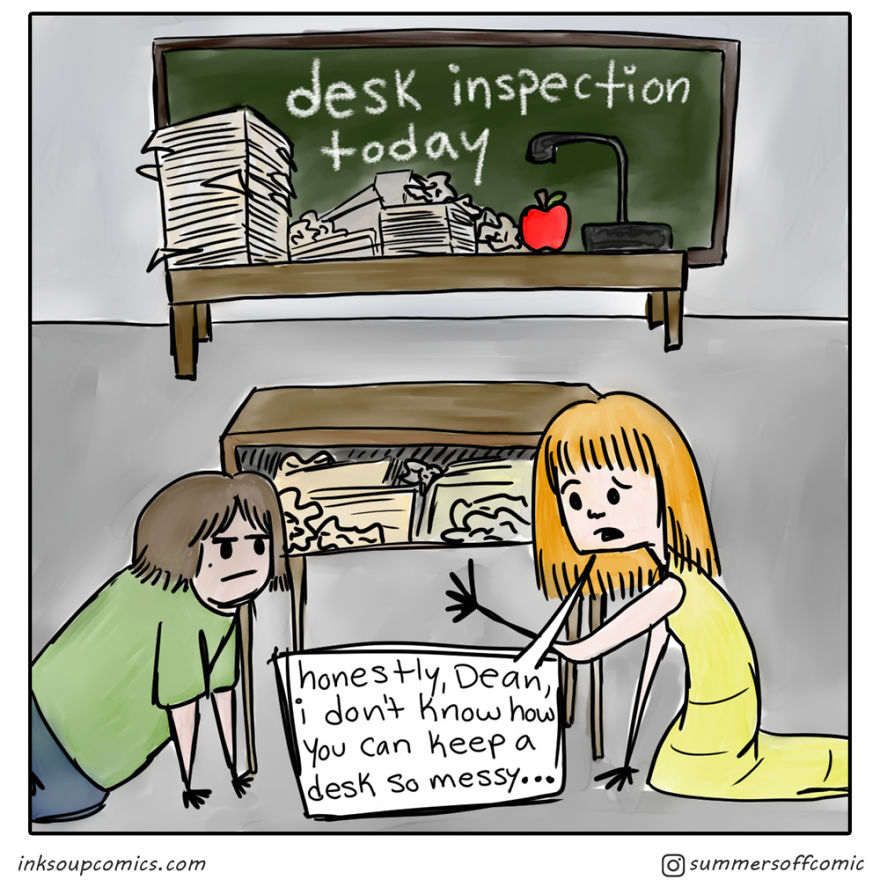 desk inspection
today
honestly, Dean,
i don't know how
you can keep a
desk so messy...
inksoupcomics.com
summersoffcomic